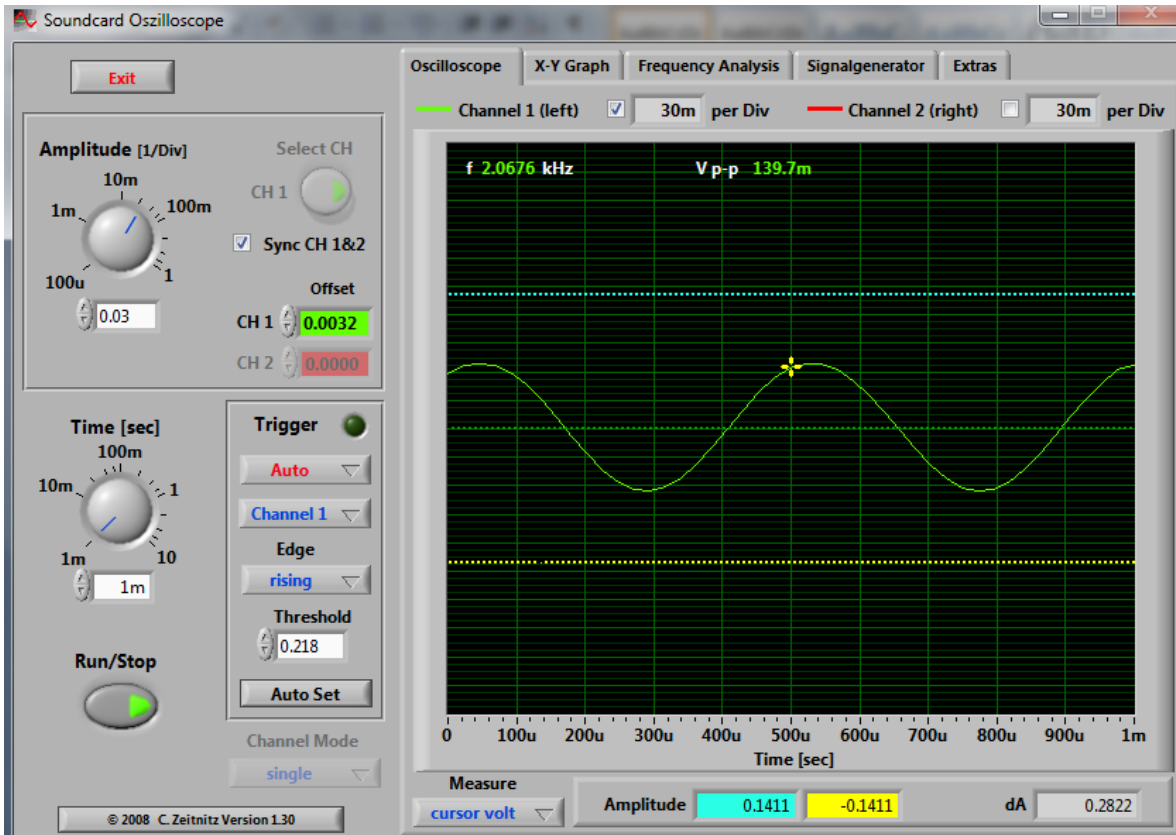 Soundcard Oszilloscope
Exit
Amplitude [1/Div]
10m
1m
100m
100u
1
0.03
Select CH
CH 1
Sync CH 1&2
Offset
CH 1 0.0032
CH 2 0.0000
Time [sec]
100m
10m
1
1m
10
1m
Run/Stop
Trigger
Auto
Channel 1
Edge
rising
Threshold
0.218
Auto Set
Channel Mode
single
© 2008 C. Zeitnitz Version 1.30
Oscilloscope X-Y Graph Frequency Analysis Signalgenerator Extras
Channel 1 (left) 30m per Div Channel 2 (right) 30m per Div
f 2.0676 kHz V p-p 139.7m
0 100u 200u 300u 400u 500u 600u 700u 800u 900u 1m
Time [sec]
Measure
cursor volt
Amplitude 0.1411 -0.1411 dA 0.2822